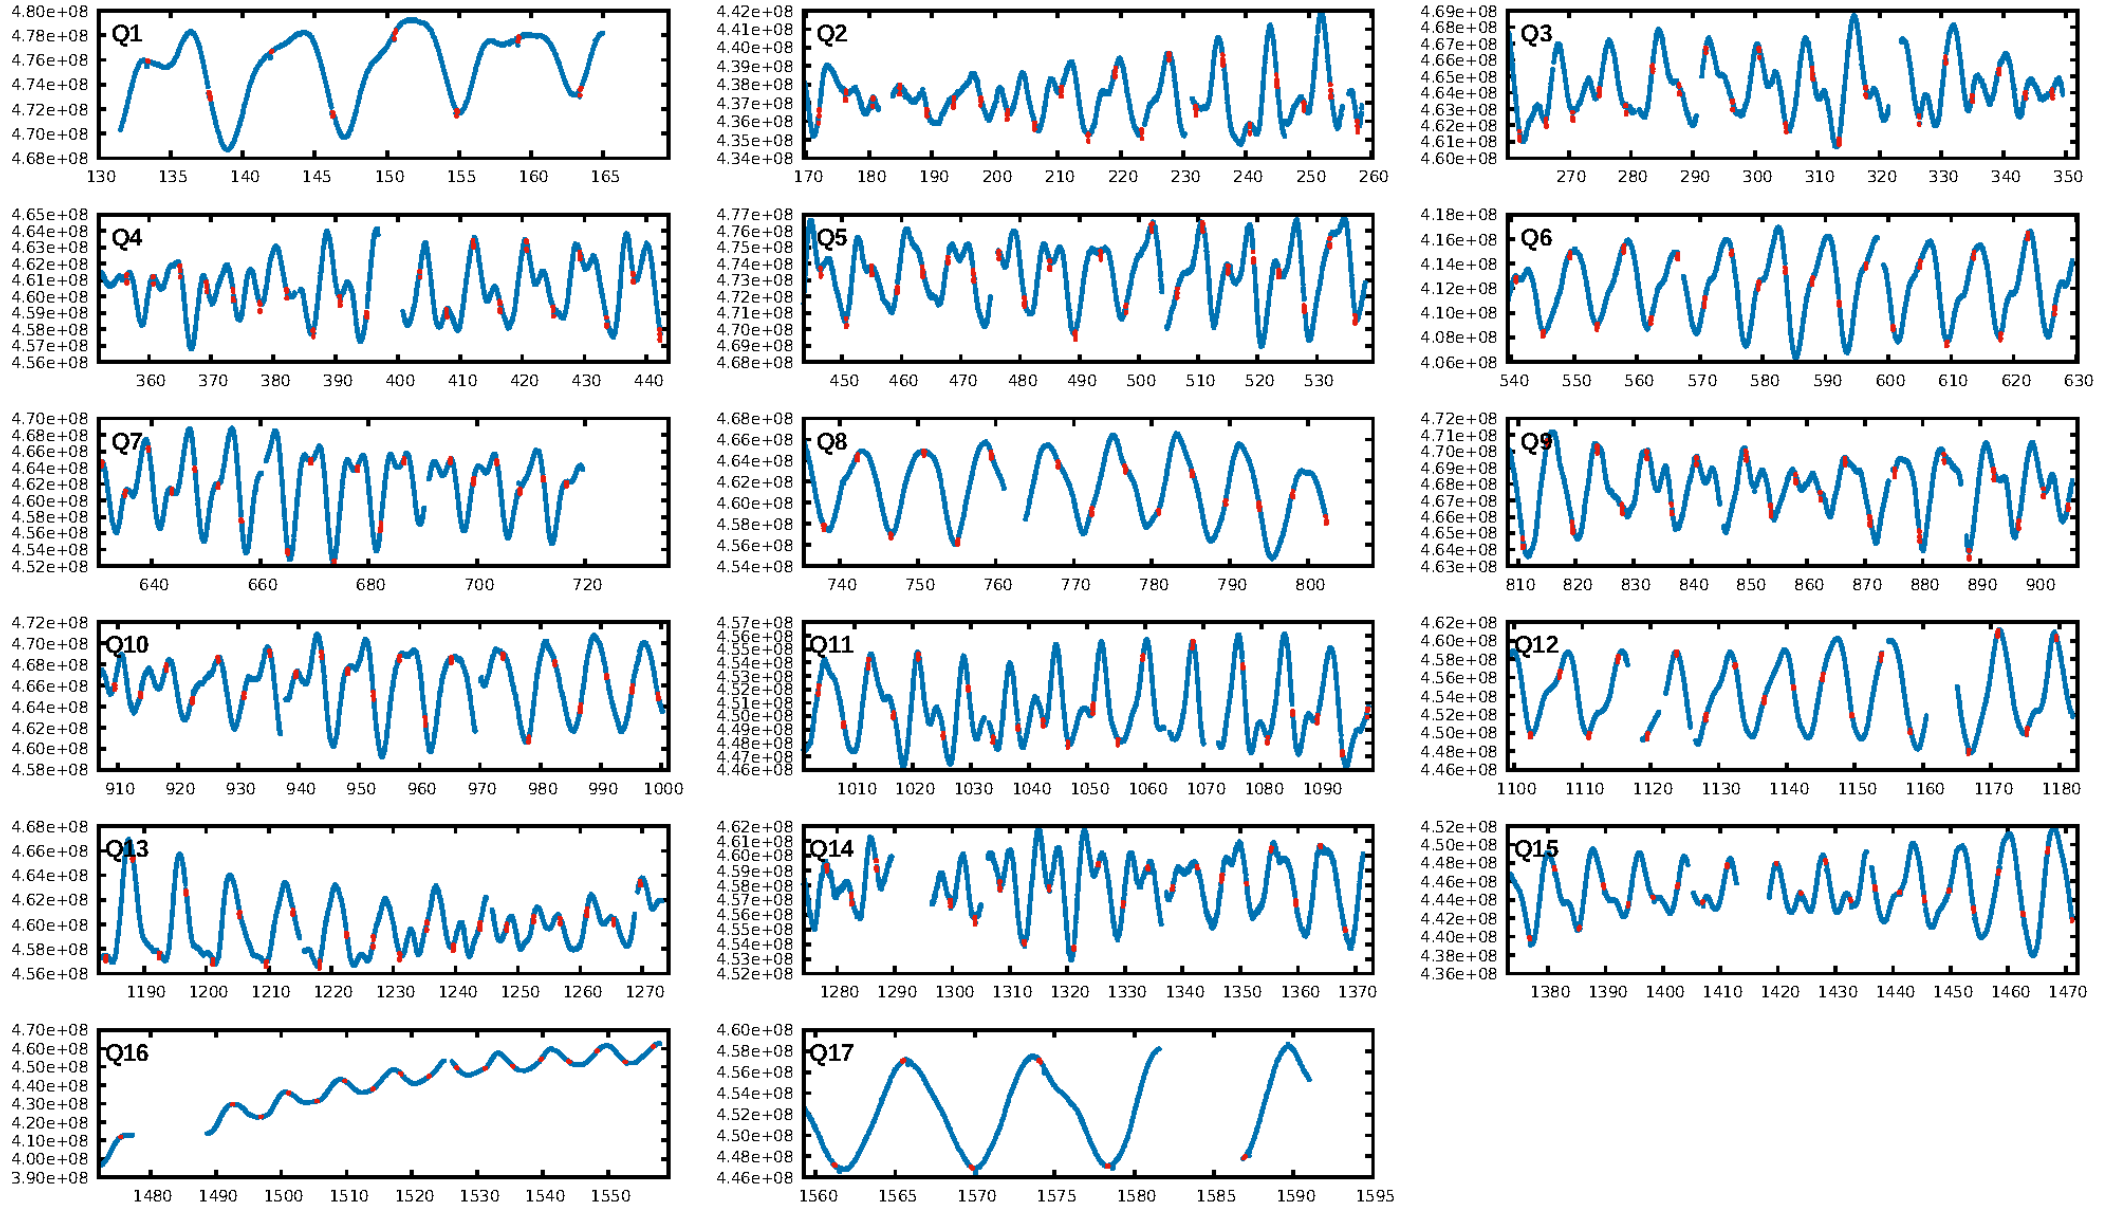 4.80e+08
4.78e+08
4.76e+08
4.74e+08
4.72e+08
4.70e+08
4.68e+08
Q1
130 135 140 145 150 155 160 165
4.42e+08
4.41e+08
4.40e+08
4.39e+08
4.38e+08
4.37e+08
4.36e+08
4.35e+08
4.34e+08
Q2
170 180 190 200 210 220 230 240 250 260
4.69e+08
4.68e+08
4.67e+08
4.66e+08
4.65e+08
4.64e+08
4.63e+08
4.62e+08
4.61e+08
4.60e+08
Q3
270 280 290 300 310 320 330 340 350
4.65e+08
4.64e+08
4.63e+08
4.62e+08
4.61e+08
4.60e+08
4.59e+08
4.58e+08
4.57e+08
4.56e+08
Q4
360 370 380 390 400 410 420 430 440
4.77e+08
4.76e+08
4.75e+08
4.74e+08
4.73e+08
4.72e+08
4.71e+08
4.70e+08
4.69e+08
4.68e+08
Q5
450 460 470 480 490 500 510 520 530
4.18e+08
4.16e+08
4.14e+08
4.12e+08
4.10e+08
4.08e+08
4.06e+08
Q6
540 550 560 570 580 590 600 610 620 630
4.70e+08
4.68e+08
4.66e+08
4.64e+08
4.62e+08
4.60e+08
4.58e+08
4.56e+08
4.54e+08
4.52e+08
Q7
640 660 680 700 720
4.68e+08
4.66e+08
4.64e+08
4.62e+08
4.60e+08
4.58e+08
4.56e+08
4.54e+08
Q8
740 750 760 770 780 790 800
4.72e+08
4.71e+08
4.70e+08
4.69e+08
4.68e+08
4.67e+08
4.66e+08
4.65e+08
4.64e+08
4.63e+08
Q9
810 820 830 840 850 860 870 880 890 900
4.72e+08
4.70e+08
4.68e+08
4.66e+08
4.64e+08
4.62e+08
4.60e+08
4.58e+08
Q10
910 920 930 940 950 960 970 980 990 1000
4.57e+08
4.56e+08
4.55e+08
4.54e+08
4.53e+08
4.52e+08
4.51e+08
4.50e+08
4.49e+08
4.48e+08
4.47e+08
4.46e+08
Q11
1010 1020 1030 1040 1050 1060 1070 1080 1090
4.62e+08
4.60e+08
4.58e+08
4.56e+08
4.54e+08
4.52e+08
4.50e+08
4.48e+08
4.46e+08
Q12
1100 1110 1120 1130 1140 1150 1160 1170 1180
4.68e+08
4.66e+08
4.64e+08
4.62e+08
4.60e+08
4.58e+08
4.56e+08
Q13
1190 1200 1210 1220 1230 1240 1250 1260 1270
4.62e+08
4.61e+08
4.60e+08
4.59e+08
4.58e+08
4.57e+08
4.56e+08
4.55e+08
4.54e+08
4.53e+08
4.52e+08
Q14
1280 1290 1300 1310 1320 1330 1340 1350 1360 1370
4.52e+08
4.50e+08
4.48e+08
4.46e+08
4.44e+08
4.42e+08
4.40e+08
4.38e+08
4.36e+08
Q15
1380 1390 1400 1410 1420 1430 1440 1450 1460 1470
4.70e+08
4.60e+08
4.50e+08
4.40e+08
4.30e+08
4.20e+08
4.10e+08
4.00e+08
3.90e+08
Q16
1480 1490 1500 1510 1520 1530 1540 1550
4.60e+08
4.58e+08
4.56e+08
4.54e+08
4.52e+08
4.50e+08
4.48e+08
4.46e+08
Q17
1560 1565 1570 1575 1580 1585 1590 1595